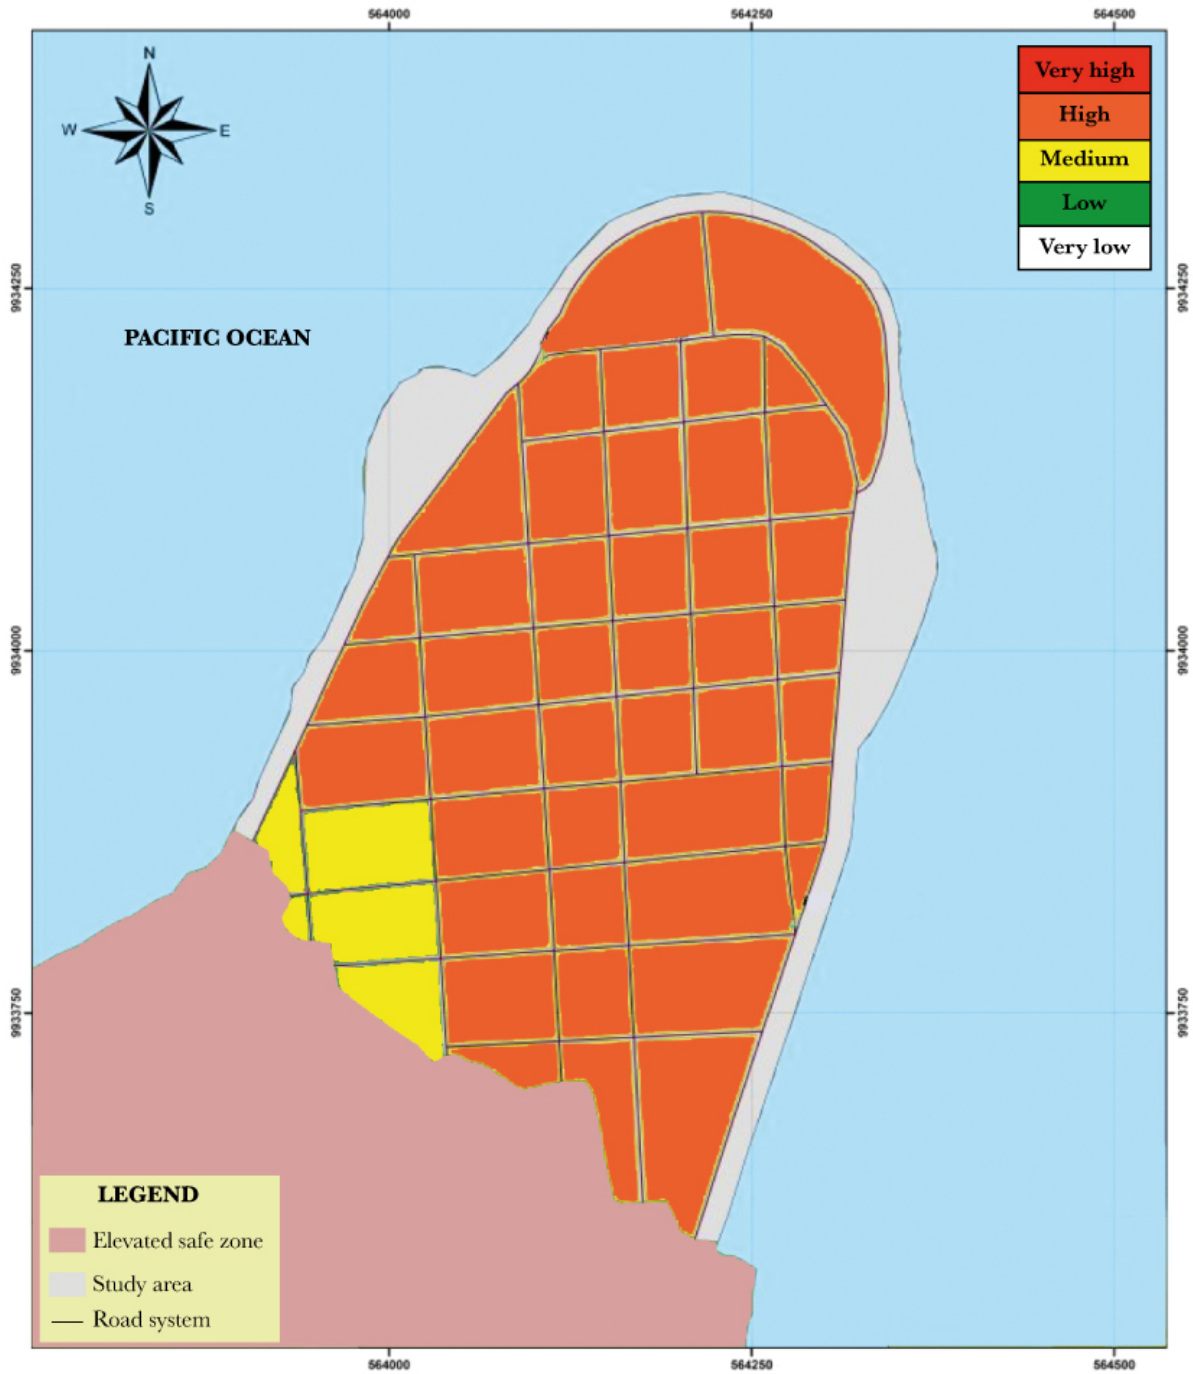 564000 564250 564500
N
W E
S
Very high
High
Medium
Low
Very low
9934250 9934250
PACIFIC OCEAN
9934000 9934000
9933750 9933750
LEGEND
Elevated safe zone
Study area
Road system
564000 564250 564500